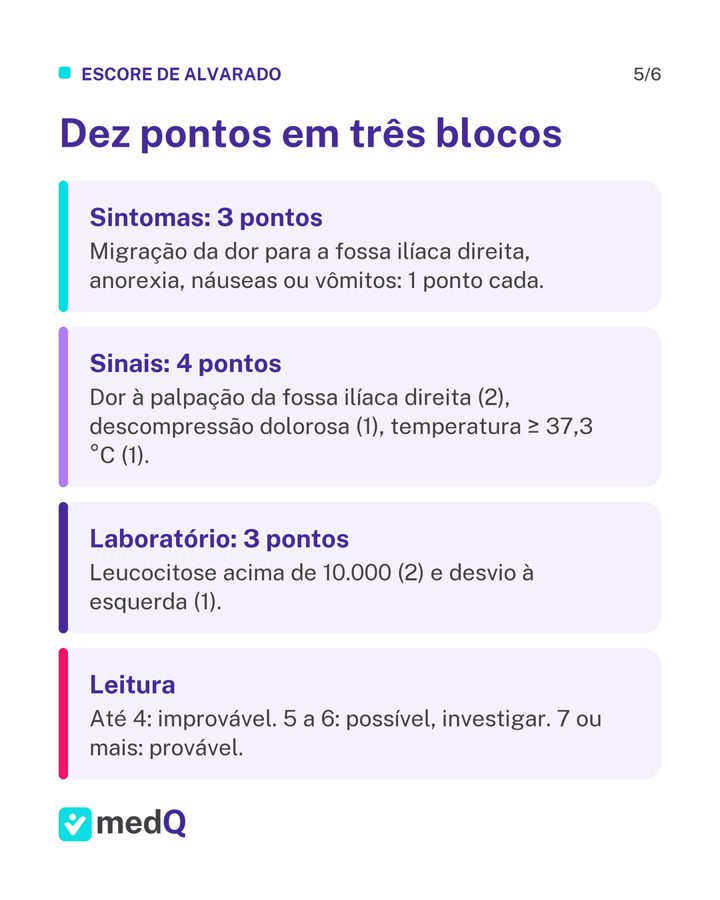 ESCORE DE ALVARADO
5/6
Dez pontos em três blocos
Sintomas: 3 pontos
Migração da dor para a fossa ilíaca direita,
anorexia, náuseas ou vômitos: 1 ponto cada.
Sinais: 4 pontos
Dor à palpação da fossa ilíaca direita (2),
descompressão dolorosa (1), temperatura ≥ 37,3
°C (1).
Laboratório: 3 pontos
Leucocitose acima de 10.000 (2) e desvio à
esquerda (1).
Leitura
Até 4: improvável. 5 a 6: possível, investigar. 7 ou
mais: provável.
medQ